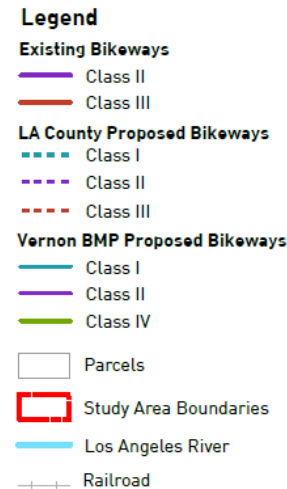 Legend
Existing Bikeways
Class II
Class III
LA County Proposed Bikeways
Class I
Class II
Class III
Vernon BMP Proposed Bikeways
Class I
Class II
Class IV
Parcels
Study Area Boundaries
Los Angeles River
Railroad